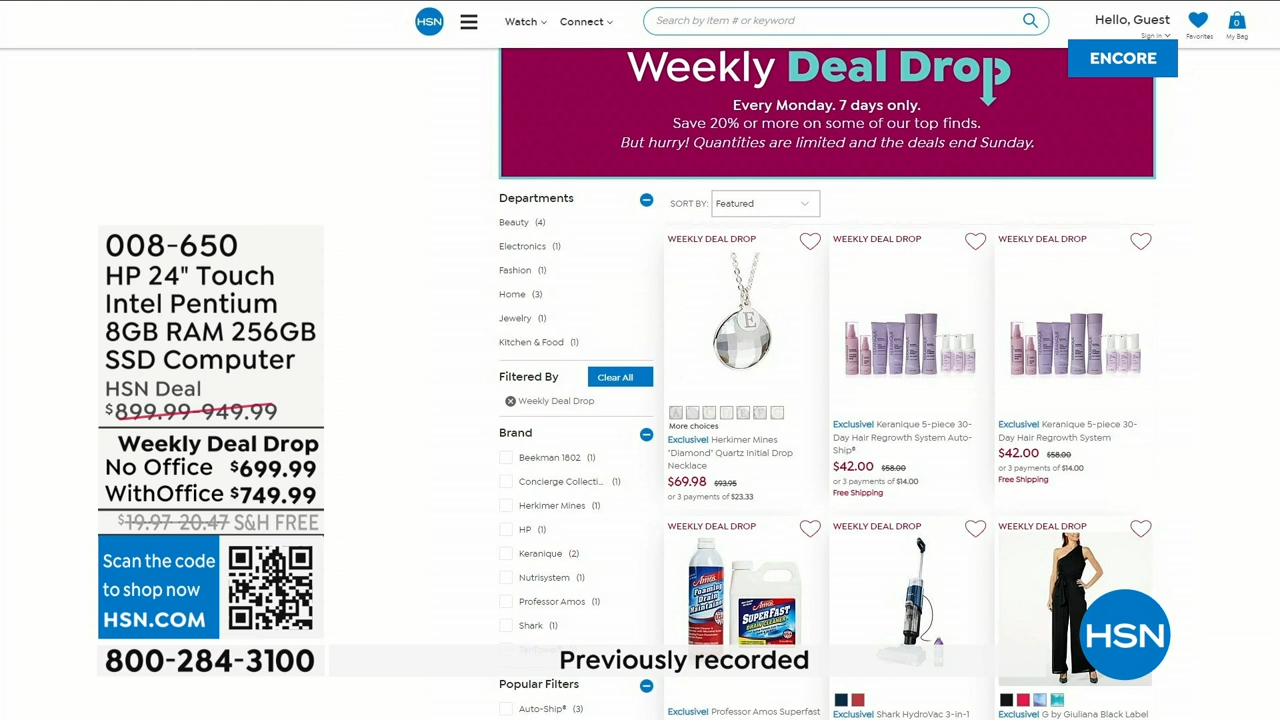 HSN
Watch
Connect
Search by item # or keyword
Hello, Guest
Sign In
Favorites
0
My Bag
ENCORE
Weekly Deal Drop
Every Monday. 7 days only.
Save 20% or more on some of our top finds.
But hurry! Quantities are limited and the deals end Sunday.
008-650
HP 24" Touch
Intel Pentium
8GB RAM 256GB
SSD Computer
HSN Deal
$899.99-949.99
Weekly Deal Drop
No Office $699.99
WithOffice $749.99
$19.97-20.47 S&H FREE
Scan the code
to shop now
HSN.COM
800-284-3100
Departments
Beauty (4)
Electronics (1)
Fashion (1)
Home (3)
Jewelry (1)
Kitchen & Food (1)
Filtered By
Clear All
Weekly Deal Drop
Brand
Beekman 1802 (1)
Concierge Collecti... (1)
Herkimer Mines (1)
HP (1)
Keranique (2)
Nutrisystem (1)
Professor Amos (1)
Shark (1)
Popular Filters
Auto-Ship® (3)
SORT BY: Featured
WEEKLY DEAL DROP
E
More choices
Exclusive! Herkimer Mines
"Diamond" Quartz Initial Drop
Necklace
$69.98 $93.95
or 3 payments of $23.33
WEEKLY DEAL DROP
Exclusive! Keranique 5-piece 30-
Day Hair Regrowth System Auto-
Ship®
$42.00 $58.00
or 3 payments of $14.00
Free Shipping
WEEKLY DEAL DROP
Exclusive! Keranique 5-piece 30-
Day Hair Regrowth System
$42.00 $58.00
or 3 payments of $14.00
Free Shipping
WEEKLY DEAL DROP
Amos
Foaming
Drain
Maintainer
Amos
SUPERFAST
DRAIN CLEANER
Exclusive! Professor Amos Superfast
WEEKLY DEAL DROP
Exclusive! Shark HydroVac 3-in-1
WEEKLY DEAL DROP
Exclusive! G by Giuliana Black Label
Previously recorded
HSN